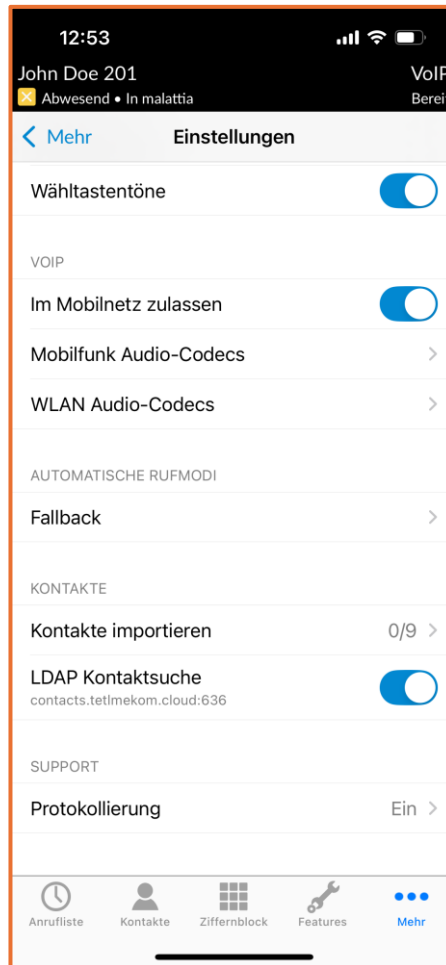 12:53
John Doe 201 VoIP
Abwesend • In malattia Bereit
Mehr Einstellungen
Wähltastentöne
VOIP
Im Mobilnetz zulassen
Mobilfunk Audio-Codecs
WLAN Audio-Codecs
AUTOMATISCHE RUFMODI
Fallback
KONTAKTE
Kontakte importieren 0/9
LDAP Kontaktsuche
contacts.tetlmekom.cloud:636
SUPPORT
Protokollierung Ein
Anrufliste Kontakte Ziffernblock Features Mehr